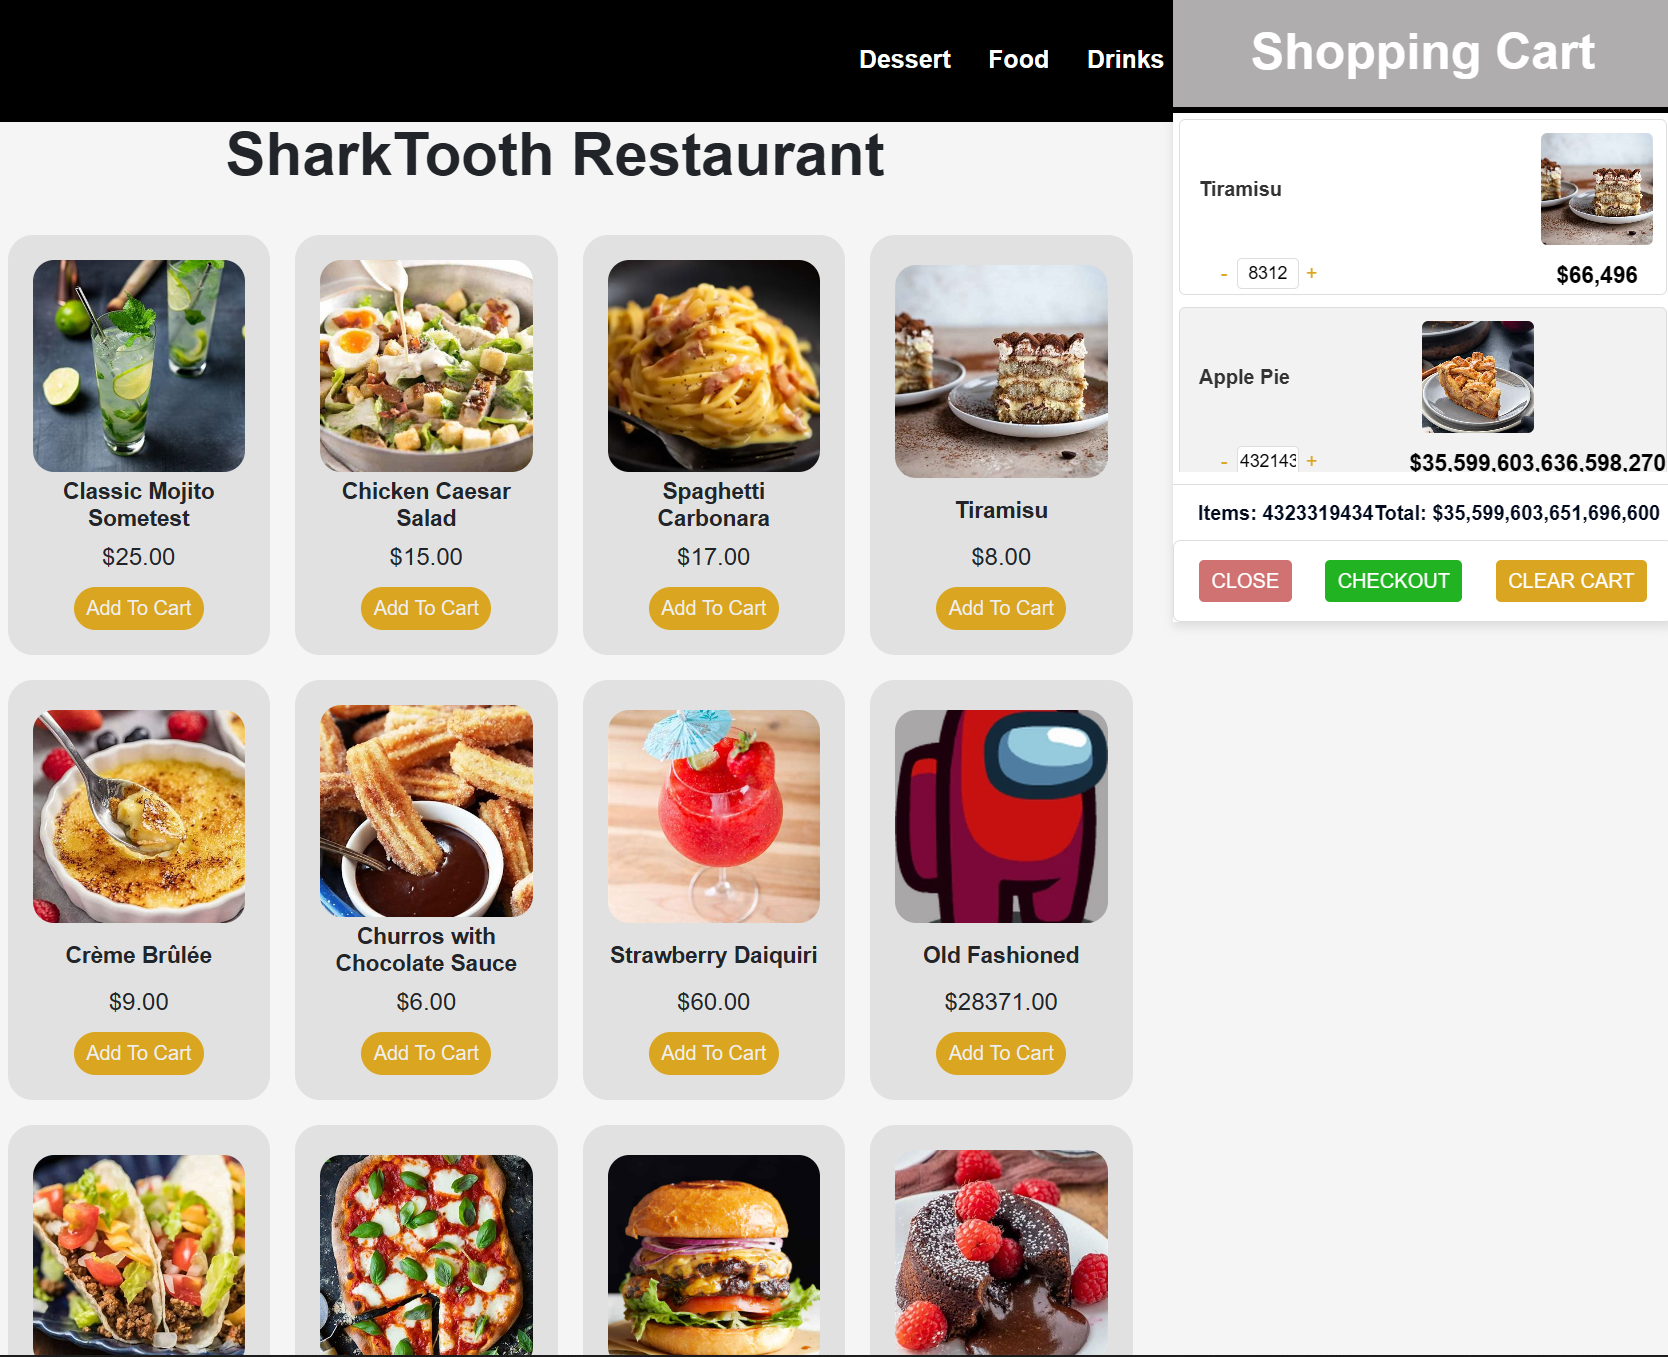 Dessert Food Drinks
SharkTooth Restaurant
Classic Mojito
Sometest
$25.00
Add To Cart
Chicken Caesar
Salad
$15.00
Add To Cart
Spaghetti
Carbonara
$17.00
Add To Cart
Tiramisu
$8.00
Add To Cart
Crème Brûlée
$9.00
Add To Cart
Churros with
Chocolate Sauce
$6.00
Add To Cart
Strawberry Daiquiri
$60.00
Add To Cart
Old Fashioned
$28371.00
Add To Cart
Shopping Cart
Tiramisu
- 8312 + $66,496
Apple Pie
- 432143 + $35,599,603,636,598,270
Items: 4323319434 Total: $35,599,603,651,696,600
CLOSE CHECKOUT CLEAR CART